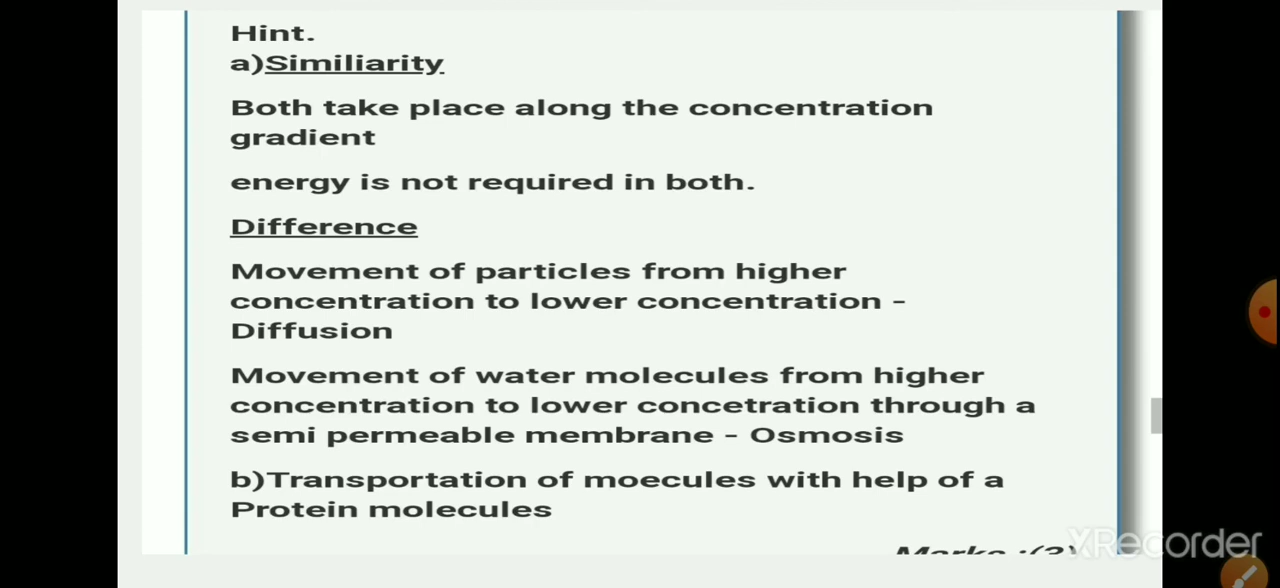 Hint.
a)Similiarity
Both take place along the concentration
gradient
energy is not required in both.
Difference
Movement of particles from higher
concentration to lower concentration -
Diffusion
Movement of water molecules from higher
concentration to lower concetration through a
semi permeable membrane - Osmosis
b)Transportation of moecules with help of a
Protein molecules
Marks :(3)
XRecorder